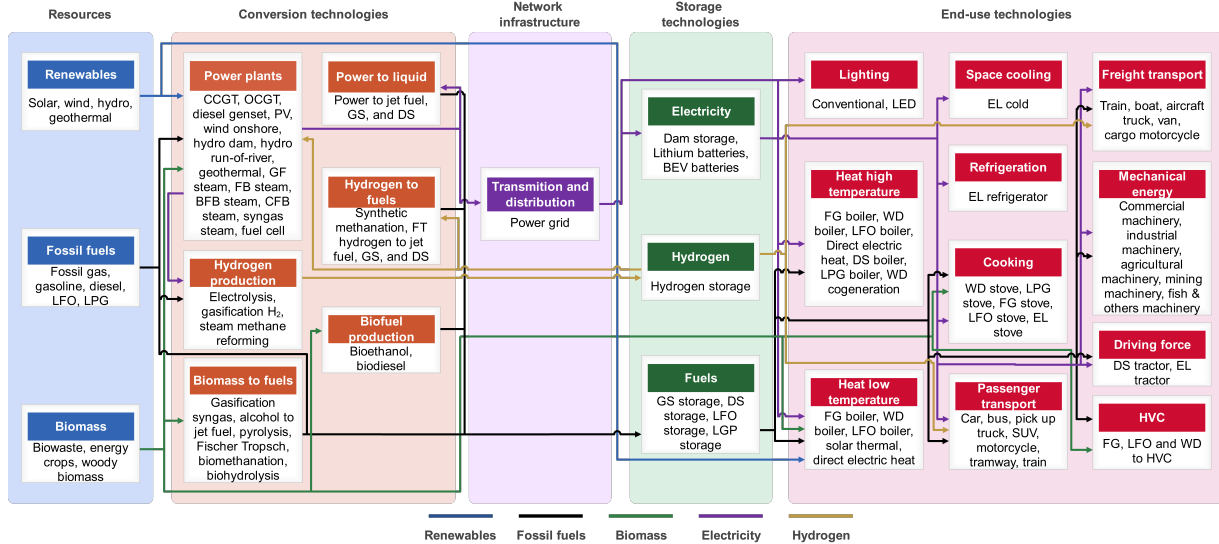 Resources
Conversion technologies
Network
infrastructure
Storage
technologies
End-use technologies
Renewables
Solar, wind, hydro,
geothermal
Fossil fuels
Fossil gas,
gasoline, diesel,
LFO, LPG
Biomass
Biowaste, energy
crops, woody
biomass
Power plants
CCGT, OCGT,
diesel genset, PV,
wind onshore,
hydro dam, hydro
run-of-river,
geothermal, GF
steam, FB steam,
BFB steam, CFB
steam, syngas
steam, fuel cell
Hydrogen
production
Electrolysis,
gasification H₂,
steam methane
reforming
Biomass to fuels
Gasification
syngas, alcohol to
jet fuel, pyrolysis,
Fischer Tropsch,
biomethanation,
biohydrolysis
Power to liquid
Power to jet fuel,
GS, and DS
Hydrogen to
fuels
Synthetic
methanation, FT
hydrogen to jet
fuel, GS, and DS
Biofuel
production
Bioethanol,
biodiesel
Transmition and
distribution
Power grid
Electricity
Dam storage,
Lithium batteries,
BEV batteries
Hydrogen
Hydrogen storage
Fuels
GS storage, DS
storage, LFO
storage, LGP
storage
Lighting
Conventional, LED
Heat high
temperature
FG boiler, WD
boiler, LFO boiler,
Direct electric
heat, DS boiler,
LPG boiler, WD
cogeneration
Heat low
temperature
FG boiler, WD
boiler, LFO boiler,
solar thermal,
direct electric heat
Space cooling
EL cold
Refrigeration
EL refrigerator
Cooking
WD stove, LPG
stove, FG stove,
LFO stove, EL
stove
Passenger
transport
Car, bus, pick up
truck, SUV,
motorcycle,
tramway, train
Freight transport
Train, boat, aircraft
truck, van,
cargo motorcycle
Mechanical
energy
Commercial
machinery,
industrial
machinery,
agricultural
machinery, mining
machinery, fish &
others machinery
Driving force
DS tractor, EL
tractor
HVC
FG, LFO and WD
to HVC
Renewables
Fossil fuels
Biomass
Electricity
Hydrogen